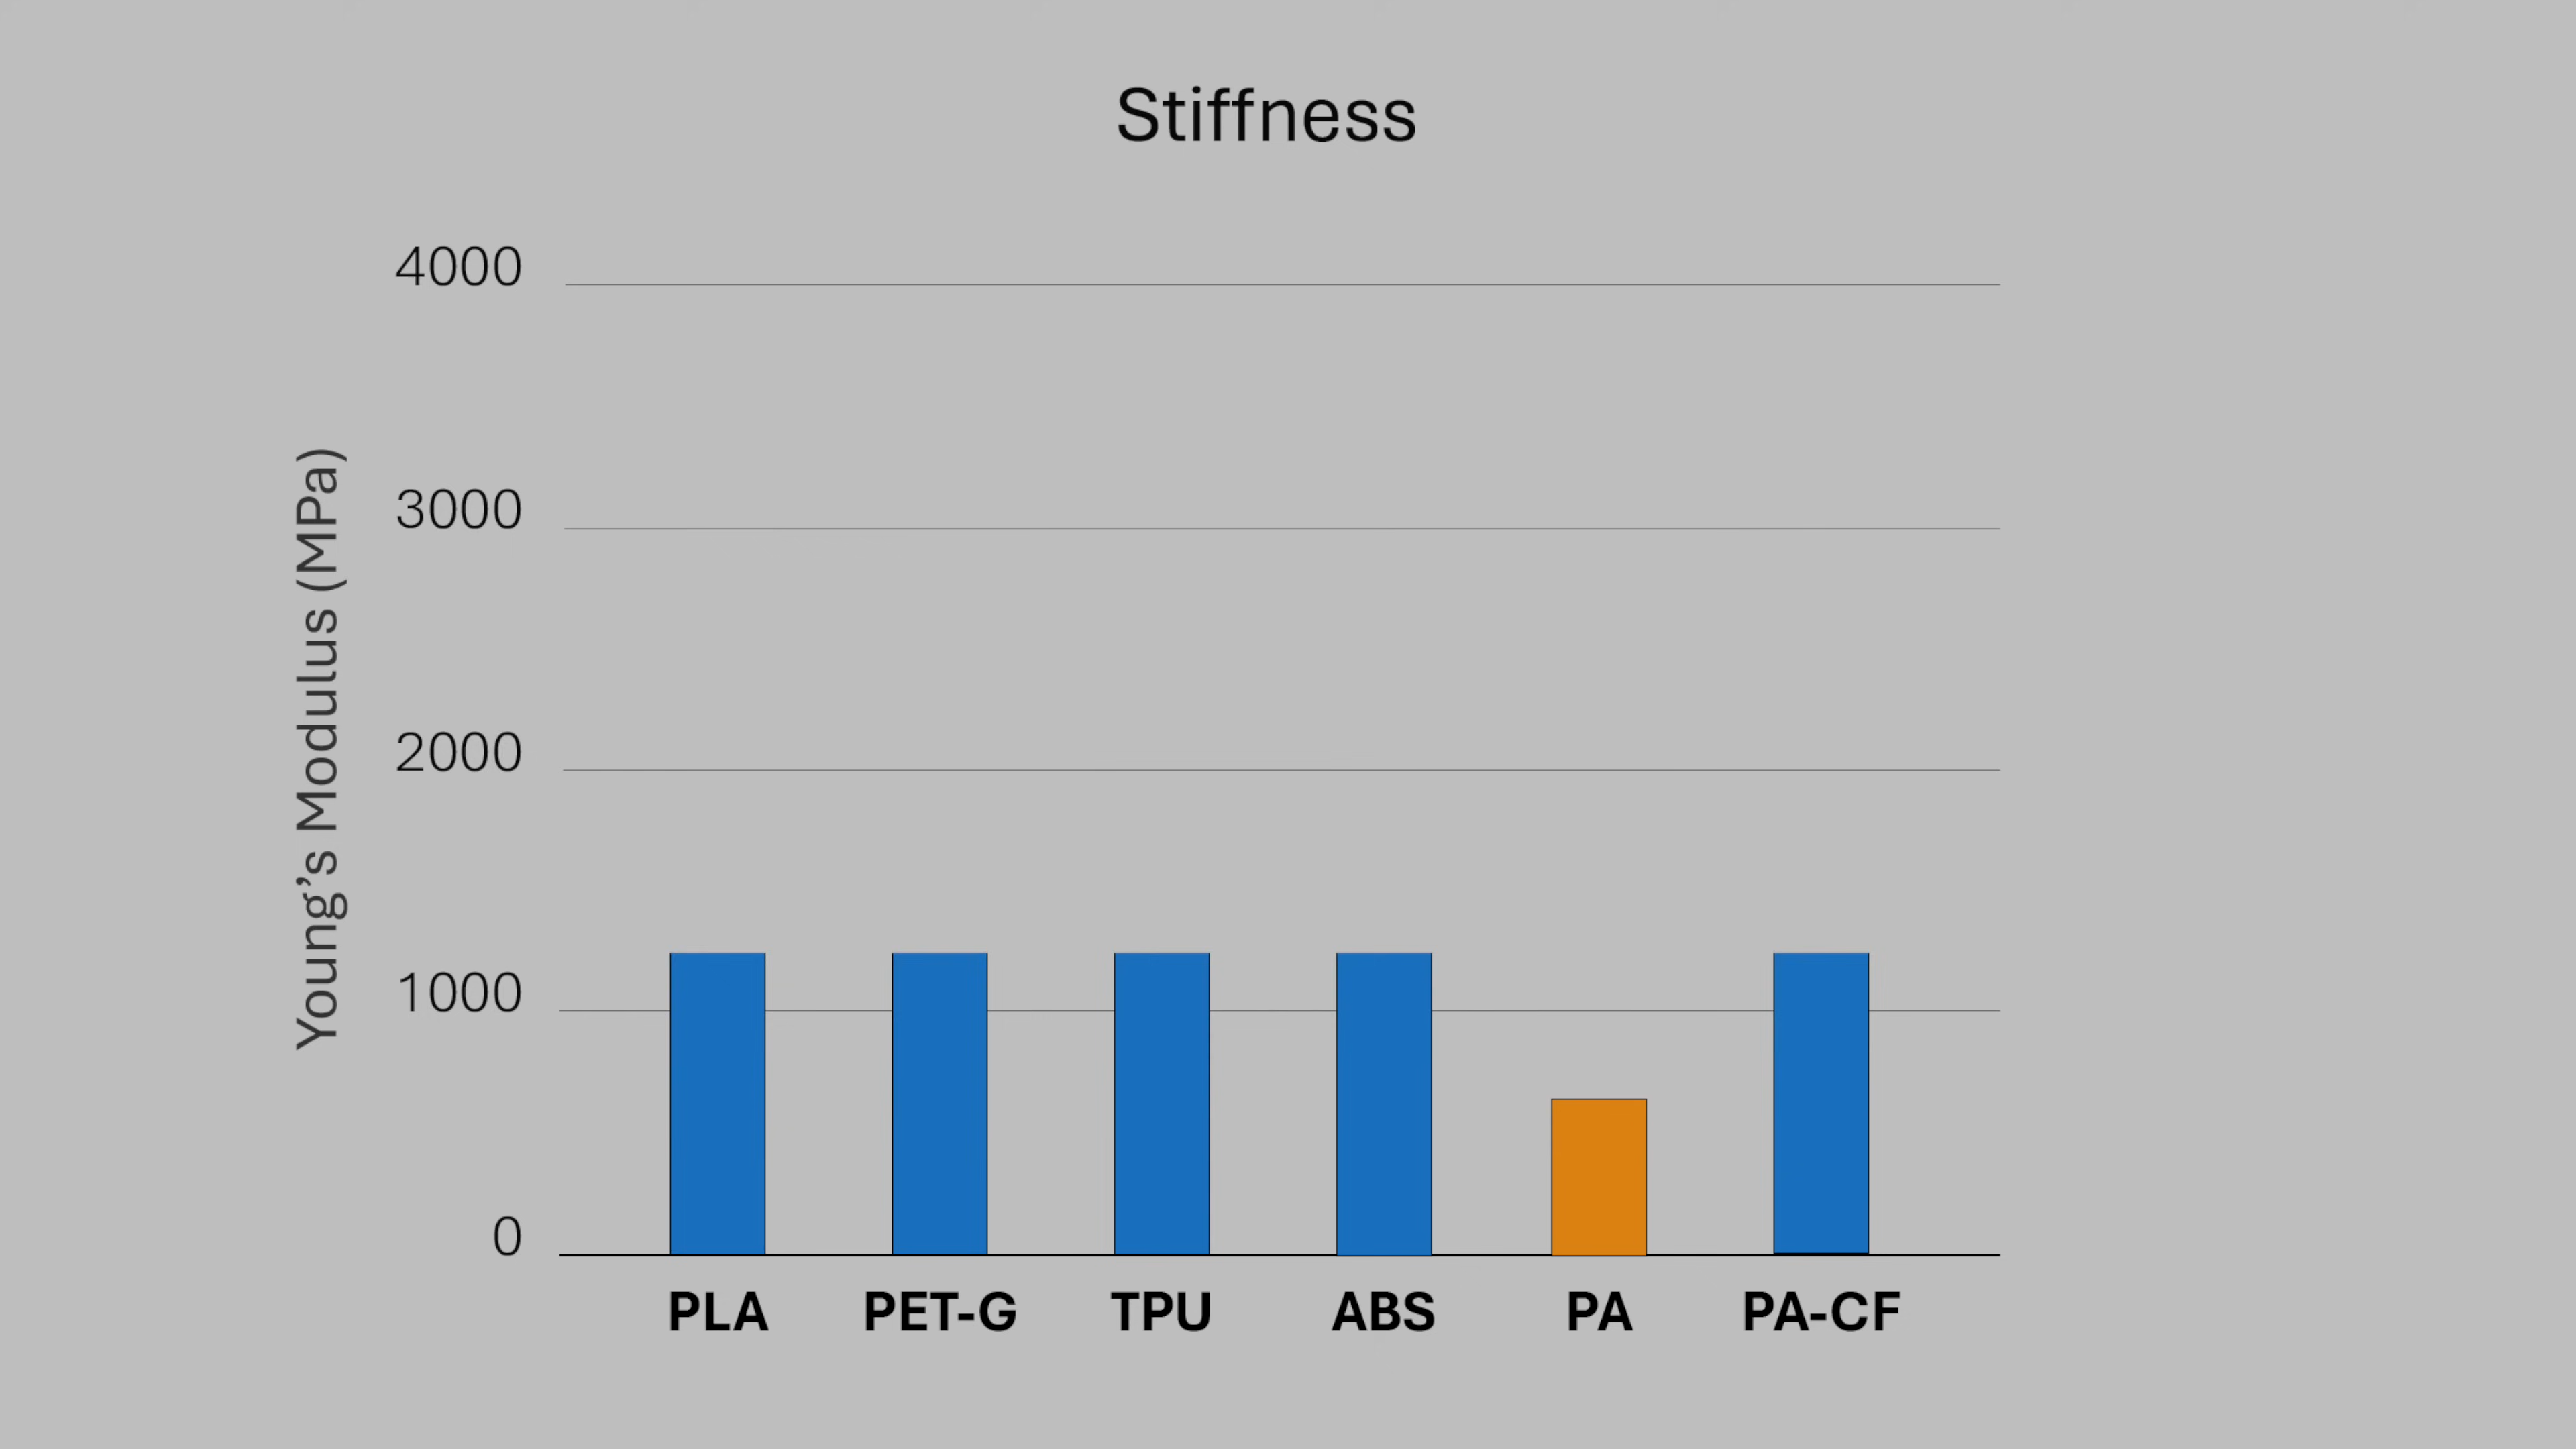 Stiffness
Young’s Modulus (MPa)
4000
3000
2000
1000
0
PLA PET-G TPU ABS PA PA-CF